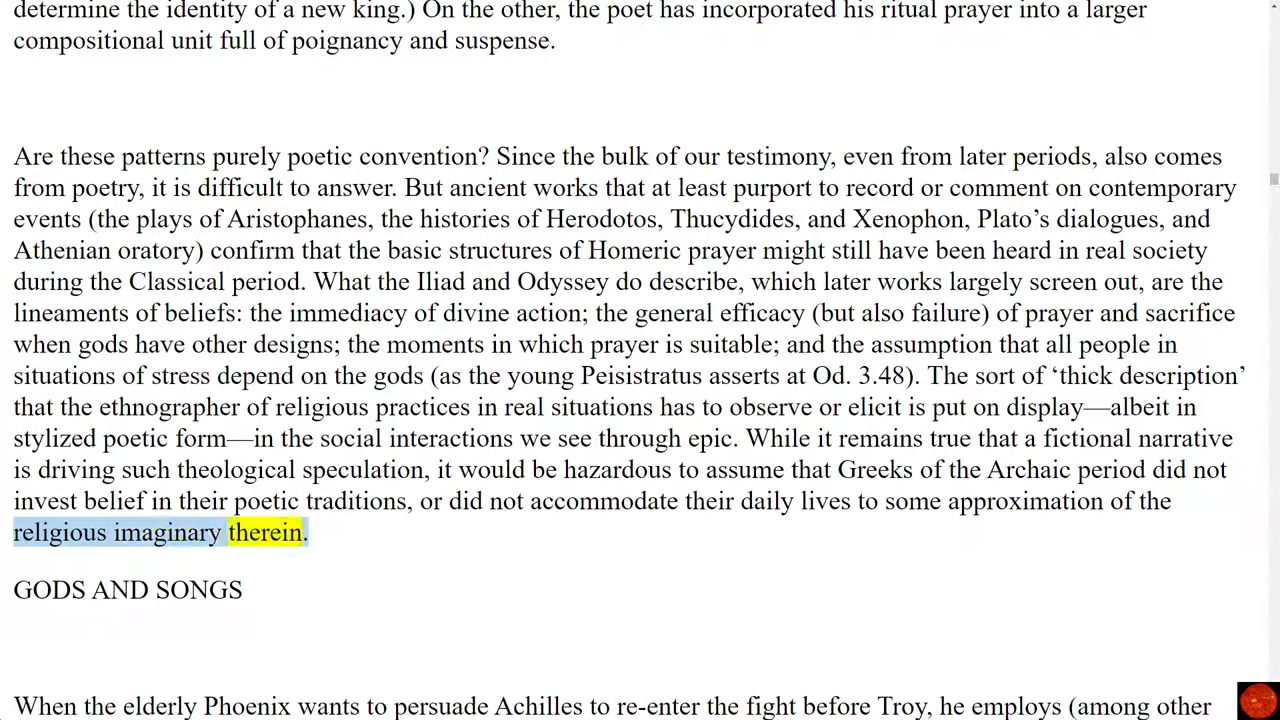 determine the identity of a new king.) On the other, the poet has incorporated his ritual prayer into a larger
compositional unit full of poignancy and suspense.
Are these patterns purely poetic convention? Since the bulk of our testimony, even from later periods, also comes
from poetry, it is difficult to answer. But ancient works that at least purport to record or comment on contemporary
events (the plays of Aristophanes, the histories of Herodotos, Thucydides, and Xenophon, Plato’s dialogues, and
Athenian oratory) confirm that the basic structures of Homeric prayer might still have been heard in real society
during the Classical period. What the Iliad and Odyssey do describe, which later works largely screen out, are the
lineaments of beliefs: the immediacy of divine action; the general efficacy (but also failure) of prayer and sacrifice
when gods have other designs; the moments in which prayer is suitable; and the assumption that all people in
situations of stress depend on the gods (as the young Peisistratus asserts at Od. 3.48). The sort of ‘thick description’
that the ethnographer of religious practices in real situations has to observe or elicit is put on display—albeit in
stylized poetic form—in the social interactions we see through epic. While it remains true that a fictional narrative
is driving such theological speculation, it would be hazardous to assume that Greeks of the Archaic period did not
invest belief in their poetic traditions, or did not accommodate their daily lives to some approximation of the
religious imaginary therein.
GODS AND SONGS
When the elderly Phoenix wants to persuade Achilles to re-enter the fight before Troy, he employs (among other